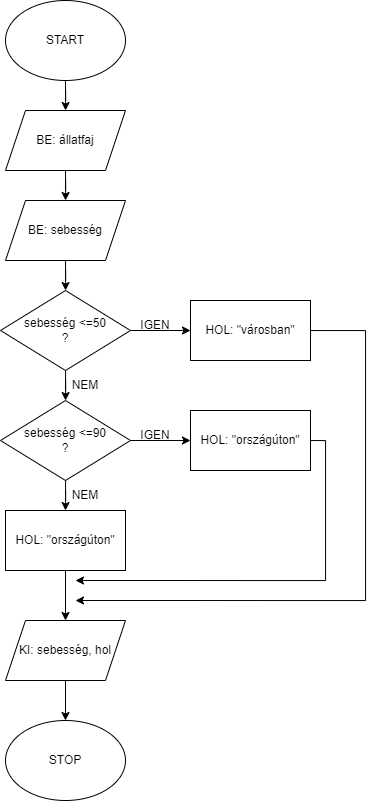 START
BE: állatfaj
BE: sebesség
sebesség <=50
?
IGEN
HOL: "városban"
NEM
sebesség <=90
?
IGEN
HOL: "országúton"
NEM
HOL: "országúton"
KI: sebesség, hol
STOP